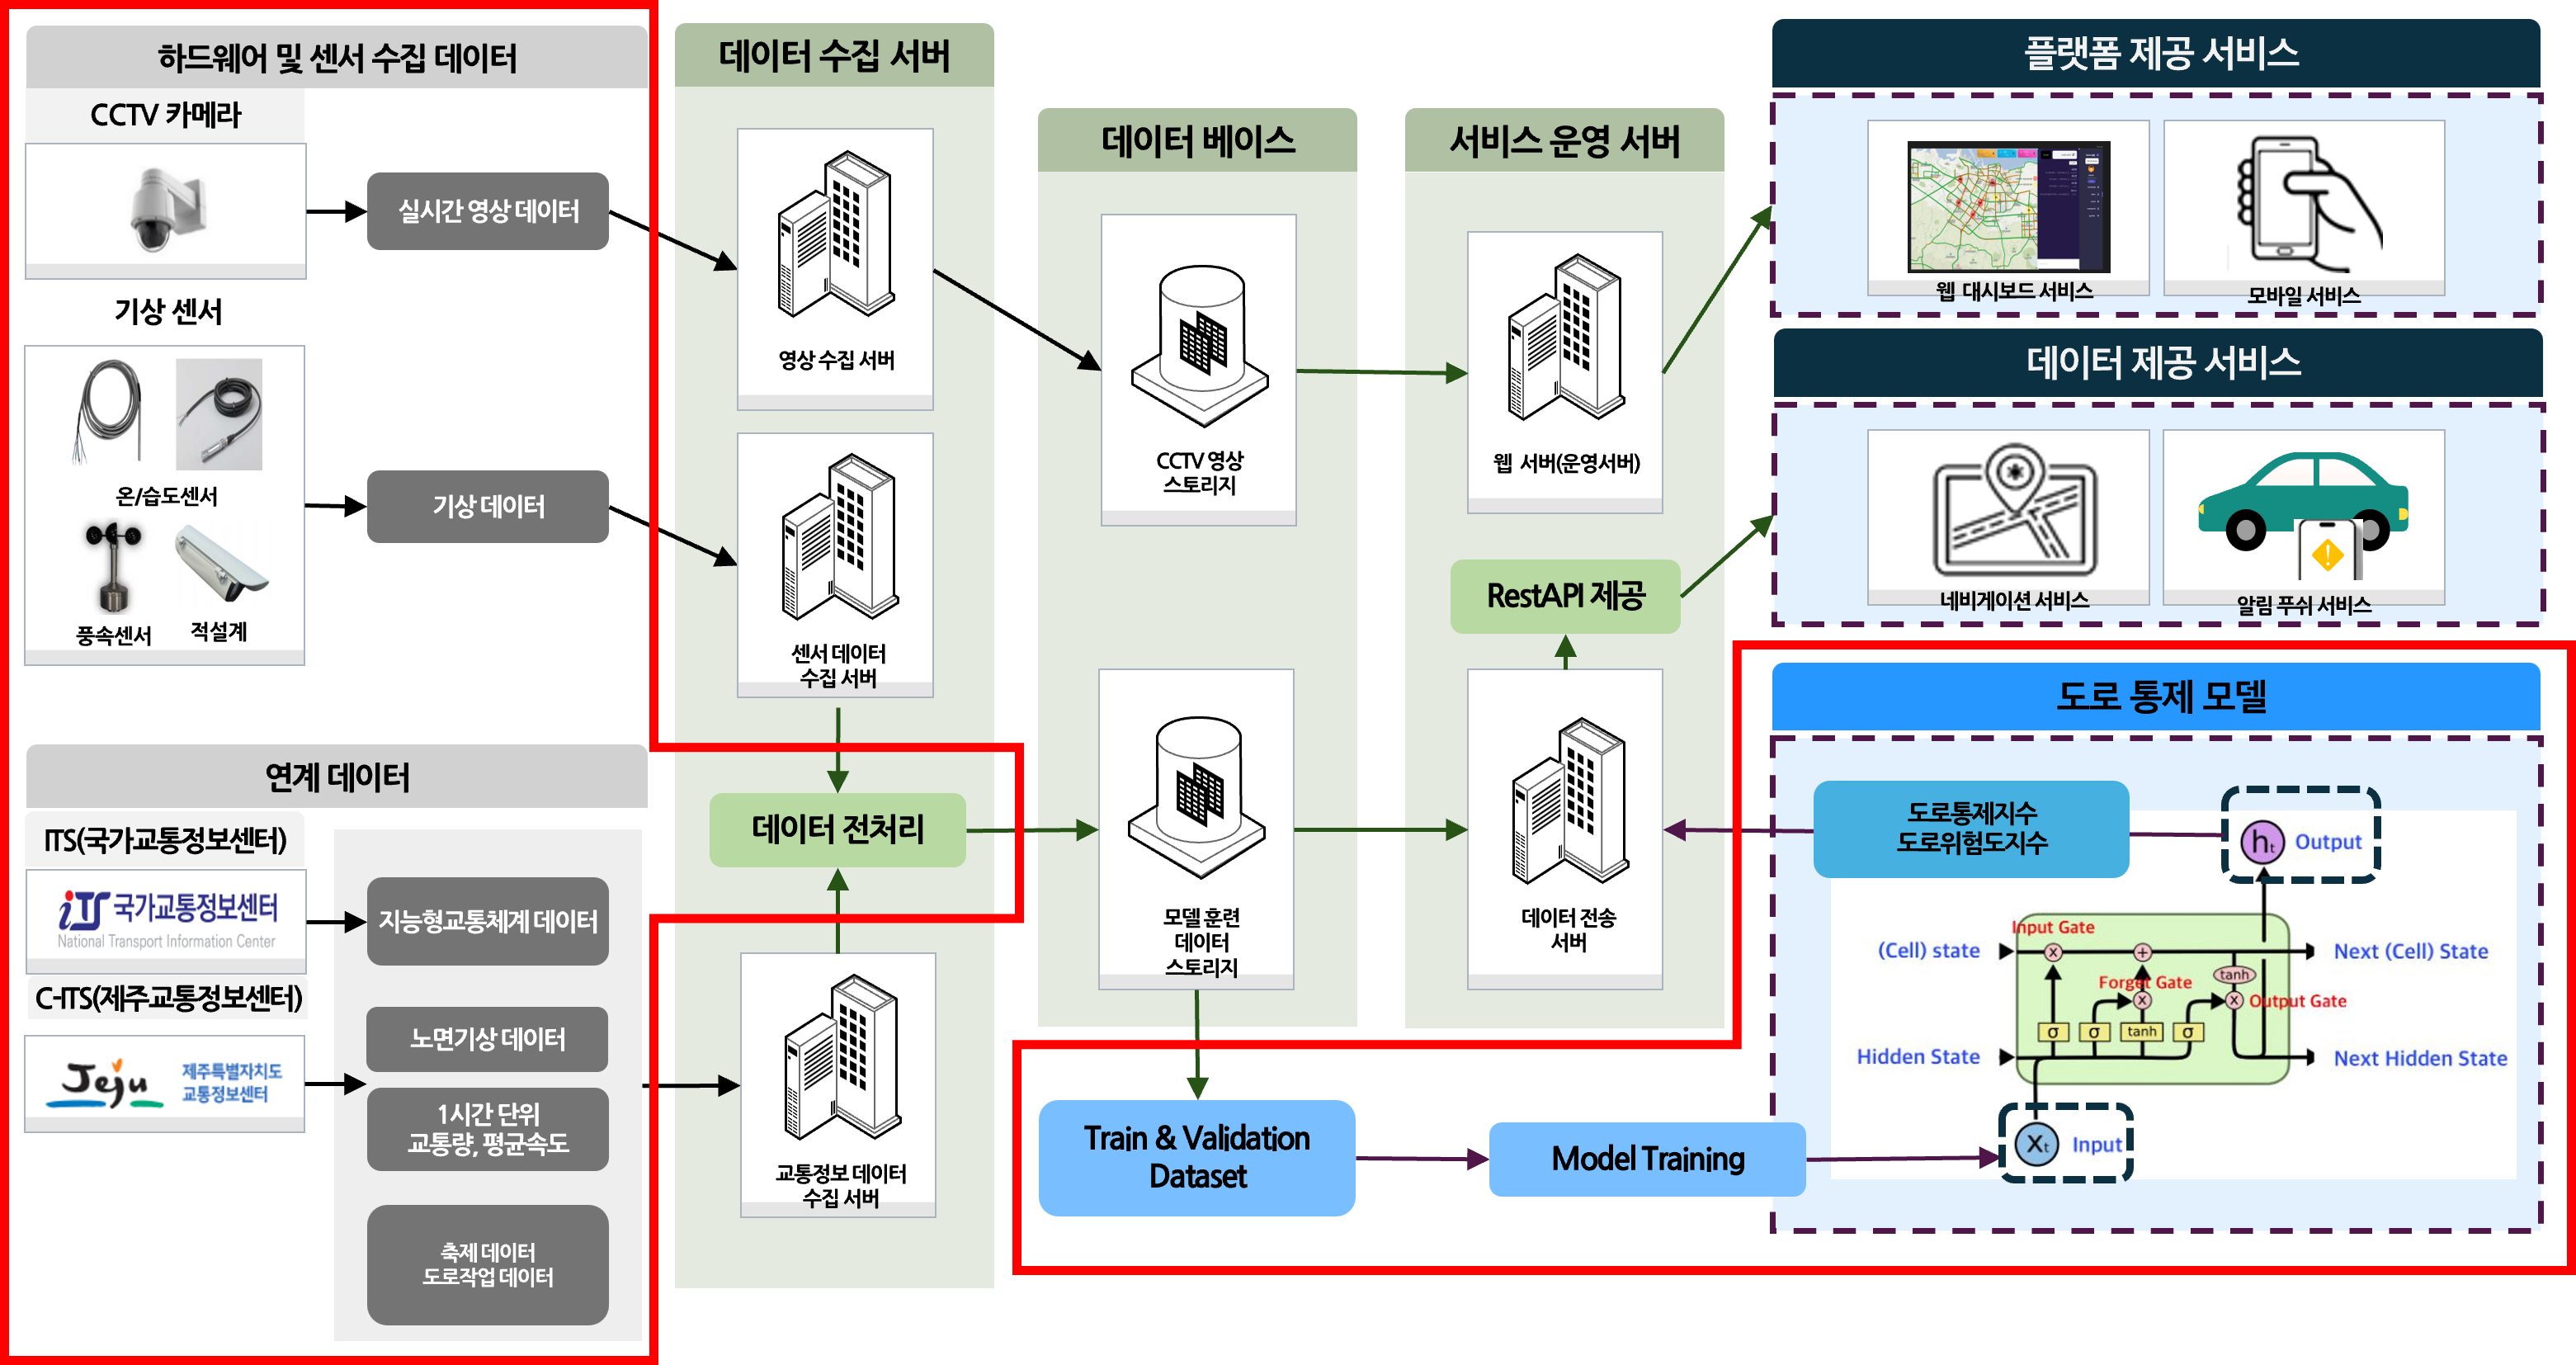 하드웨어 및 센서 수집 데이터
CCTV 카메라
실시간 영상 데이터
기상 센서
온/습도센서
풍속센서
적설계
기상 데이터
연계 데이터
ITS(국가교통정보센터)
iTS 국가교통정보센터
National Transport Information Center
C-ITS(제주교통정보센터)
Jeju 제주특별자치도
교통정보센터
지능형교통체계 데이터
노면기상 데이터
1시간 단위
교통량, 평균속도
축제 데이터
도로작업 데이터
데이터 수집 서버
영상 수집 서버
센서 데이터
수집 서버
데이터 전처리
교통정보 데이터
수집 서버
데이터 베이스
CCTV 영상
스토리지
모델 훈련
데이터
스토리지
서비스 운영 서버
웹 서버(운영서버)
RestAPI 제공
데이터 전송
서버
플랫폼 제공 서비스
웹 대시보드 서비스
모바일 서비스
데이터 제공 서비스
네비게이션 서비스
알림 푸쉬 서비스
도로 통제 모델
도로통제지수
도로위험도지수
ht Output
Input Gate
(Cell) state
x
+
Next (Cell) State
tanh
Forget Gate
x
x
Output Gate
σ
σ
tanh
σ
Hidden State
Next Hidden State
Xt Input
Train & Validation
Dataset
Model Training